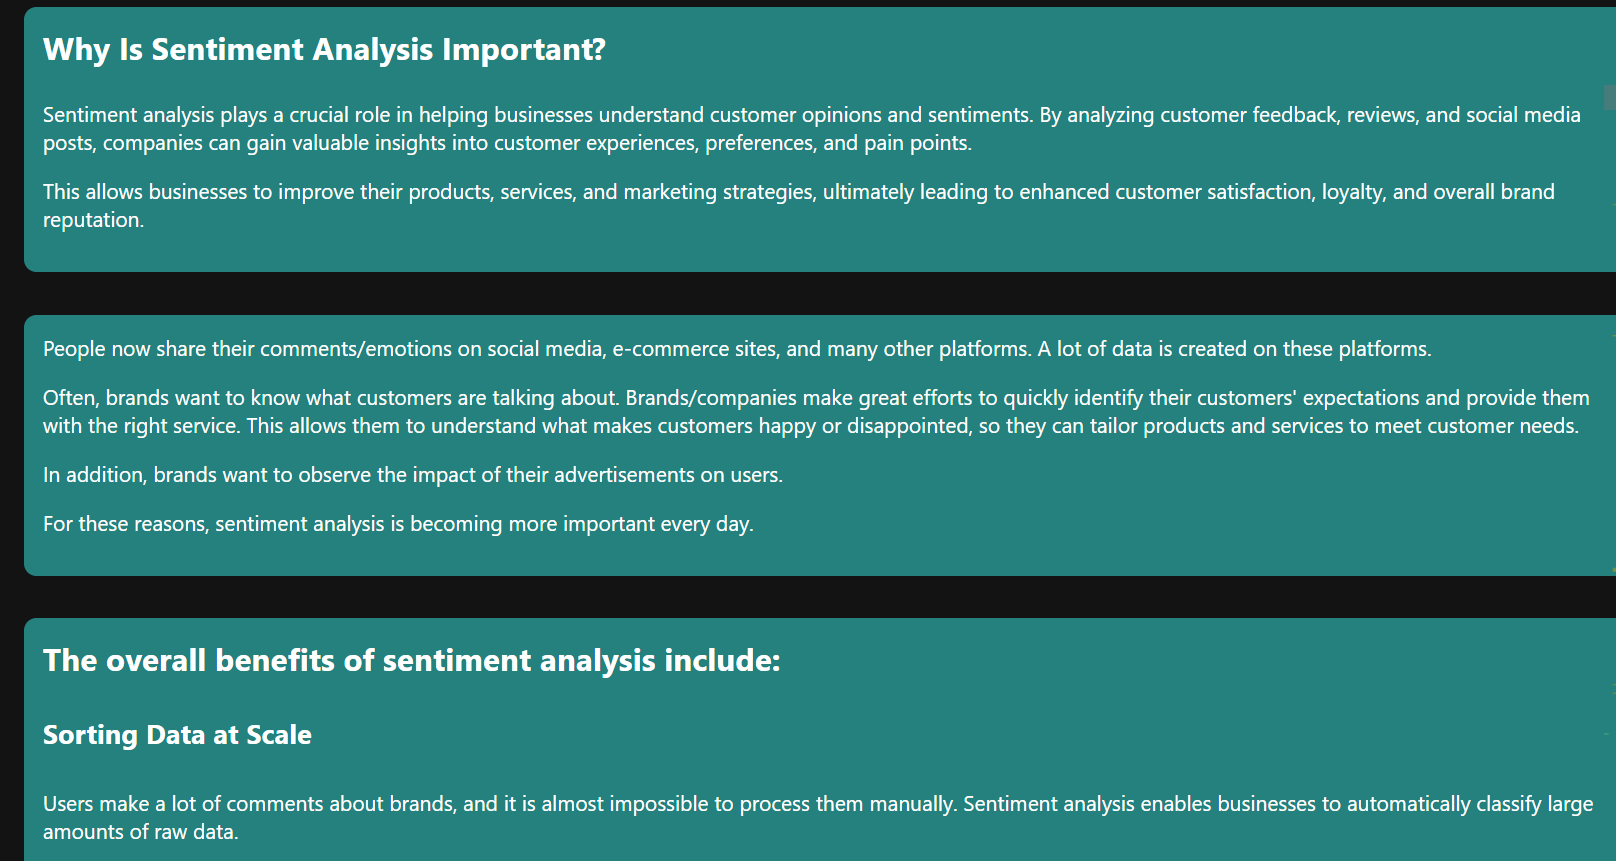 Why Is Sentiment Analysis Important?
Sentiment analysis plays a crucial role in helping businesses understand customer opinions and sentiments. By analyzing customer feedback, reviews, and social media
posts, companies can gain valuable insights into customer experiences, preferences, and pain points.
This allows businesses to improve their products, services, and marketing strategies, ultimately leading to enhanced customer satisfaction, loyalty, and overall brand
reputation.
People now share their comments/emotions on social media, e-commerce sites, and many other platforms. A lot of data is created on these platforms.
Often, brands want to know what customers are talking about. Brands/companies make great efforts to quickly identify their customers' expectations and provide them
with the right service. This allows them to understand what makes customers happy or disappointed, so they can tailor products and services to meet customer needs.
In addition, brands want to observe the impact of their advertisements on users.
For these reasons, sentiment analysis is becoming more important every day.
The overall benefits of sentiment analysis include:
Sorting Data at Scale
Users make a lot of comments about brands, and it is almost impossible to process them manually. Sentiment analysis enables businesses to automatically classify large
amounts of raw data.